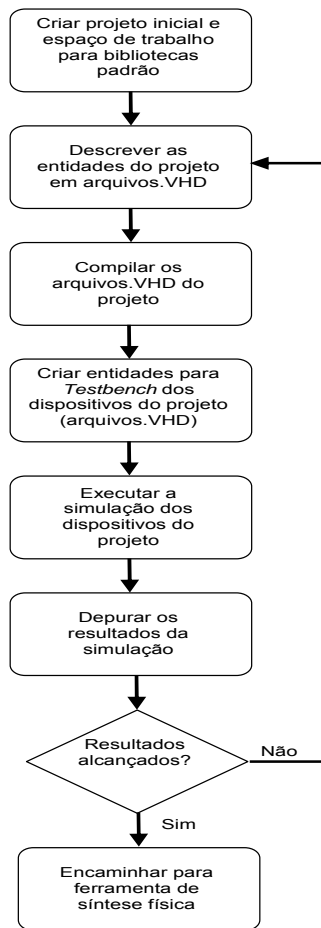 Criar projeto inicial e
espaço de trabalho
para bibliotecas
padrão
Descrever as
entidades do projeto
em arquivos.VHD
Compilar os
arquivos.VHD do
projeto
Criar entidades para
Testbench dos
dispositivos do projeto
(arquivos.VHD)
Executar a
simulação dos
dispositivos do
projeto
Depurar os
resultados da
simulação
Resultados
alcançados?
Não
Sim
Encaminhar para
ferramenta de
síntese física